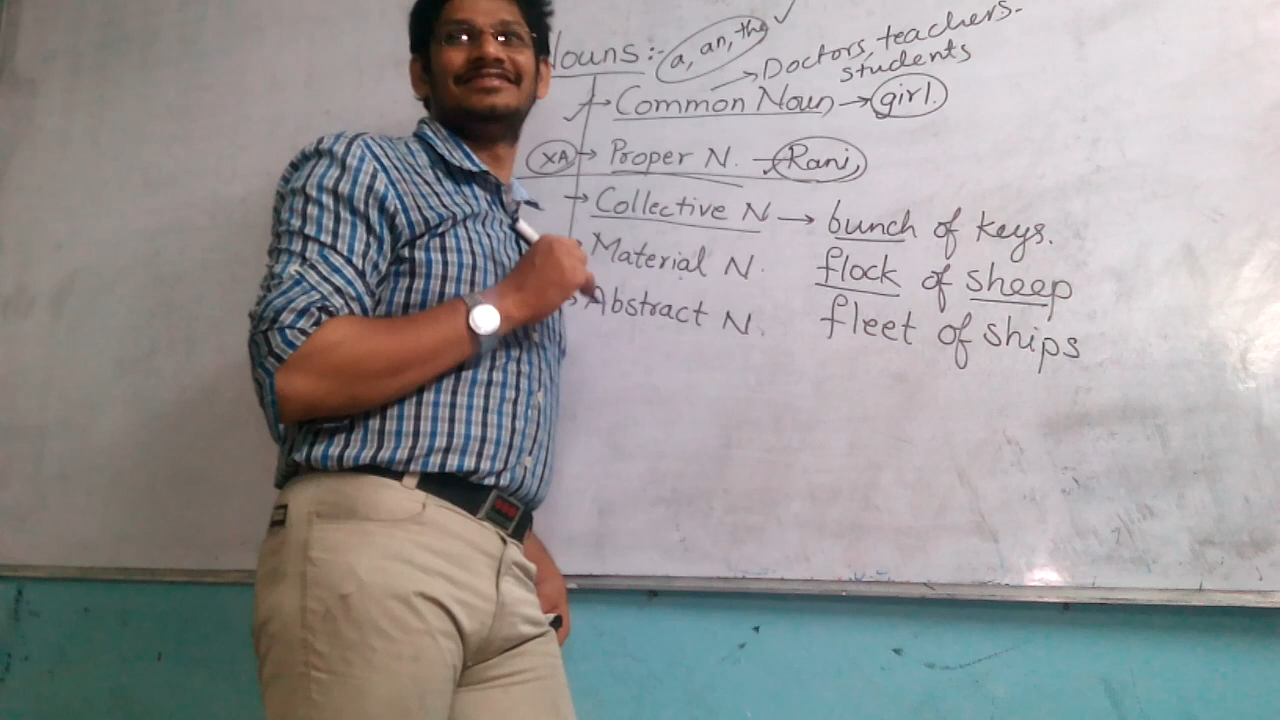 Nouns :- a, an, the ✓
→ Doctors, teachers.
students
→ Common Noun → girl.
XA → Proper N. → Rani,
→ Collective N → bunch of keys.
Material N. flock of sheep
Abstract N. fleet of ships